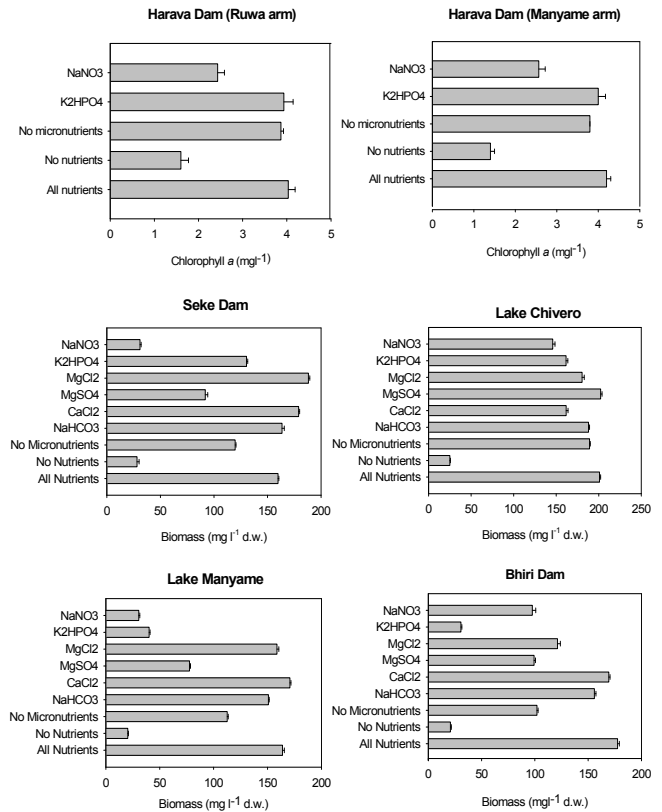 Harava Dam (Ruwa arm)
NaNO3
K2HPO4
No micronutrients
No nutrients
All nutrients
0 1 2 3 4 5
Chlorophyll a (mgl-1)
Harava Dam (Manyame arm)
NaNO3
K2HPO4
No micronutrients
No nutrients
All nutrients
0 1 2 3 4 5
Chlorophyll a (mgl-1)
Seke Dam
NaNO3
K2HPO4
MgCl2
MgSO4
CaCl2
NaHCO3
No Micronutrients
No Nutrients
All Nutrients
0 50 100 150 200
Biomass (mg l-1 d.w.)
Lake Chivero
NaNO3
K2HPO4
MgCl2
MgSO4
CaCl2
NaHCO3
No Micronutrients
No Nutrients
All Nutrients
0 50 100 150 200 250
Biomass (mg l-1 d.w.)
Lake Manyame
NaNO3
K2HPO4
MgCl2
MgSO4
CaCl2
NaHCO3
No Micronutrients
No Nutrients
All Nutrients
0 50 100 150 200
Biomass (mg l-1 d.w.)
Bhiri Dam
NaNO3
K2HPO4
MgCl2
MgSO4
CaCl2
NaHCO3
No Micronutrients
No Nutrients
All Nutrients
0 50 100 150 200
Biomass (mgl-1 d.w.)